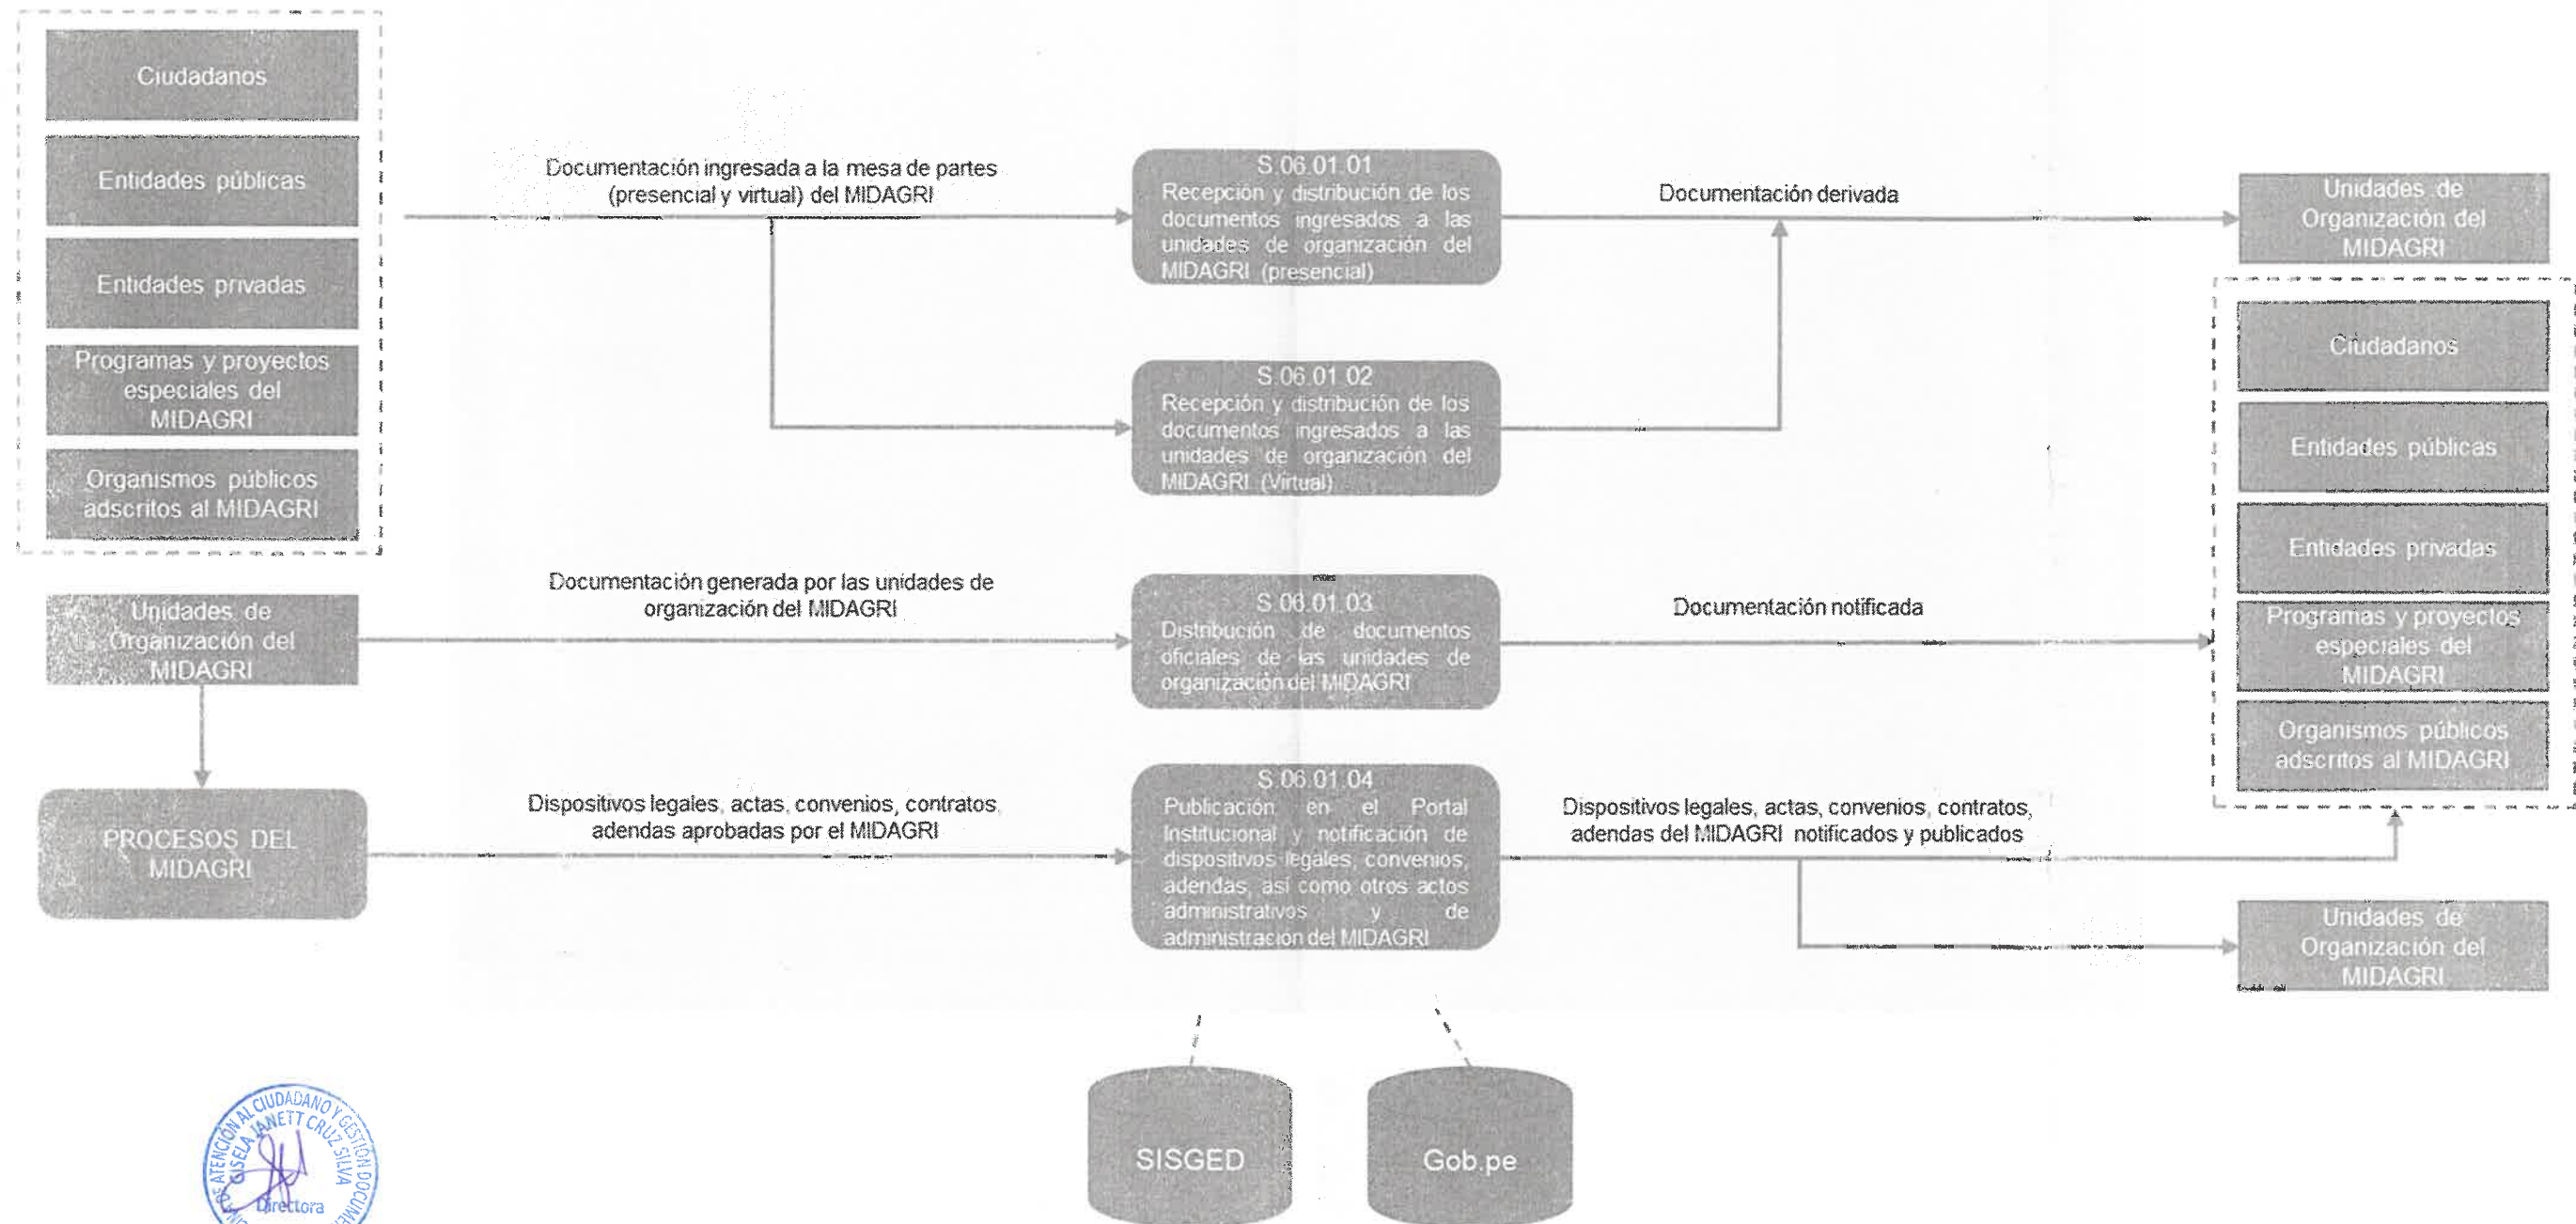 Ciudadanos
Entidades públicas
Entidades privadas
Programas y proyectos
especiales del
MIDAGRI
Organismos públicos
adscritos al MIDAGRI
Unidades de
Organización del
MIDAGRI
PROCESOS DEL
MIDAGRI
Documentación ingresada a la mesa de partes
(presencial y virtual) del MIDAGRI
Documentación generada por las unidades de
organización del MIDAGRI
Dispositivos legales, actas, convenios, contratos,
adendas aprobadas por el MIDAGRI
S.06.01.01
Recepción y distribución de los
documentos ingresados a las
unidades de organización del
MIDAGRI (presencial)
S.06.01.02
Recepción y distribución de los
documentos ingresados a las
unidades de organización del
MIDAGRI (Virtual)
S.06.01.03
Distribución de documentos
oficiales de las unidades de
organización del MIDAGRI
S.06.01.04
Publicación en el Portal
Institucional y notificación de
dispositivos legales, convenios,
adendas, así como otros actos
administrativos y de
administración del MIDAGRI
Documentación derivada
Documentación notificada
Dispositivos legales, actas, convenios, contratos,
adendas del MIDAGRI notificados y publicados
Unidades de
Organización del
MIDAGRI
Ciudadanos
Entidades públicas
Entidades privadas
Programas y proyectos
especiales del
MIDAGRI
Organismos públicos
adscritos al MIDAGRI
Unidades de
Organización del
MIDAGRI
SISGED
Gob.pe
DE ATENCIÓN AL CIUDADANO Y GESTIÓN
GISELA JANETT CRUZ SILVA
Directora